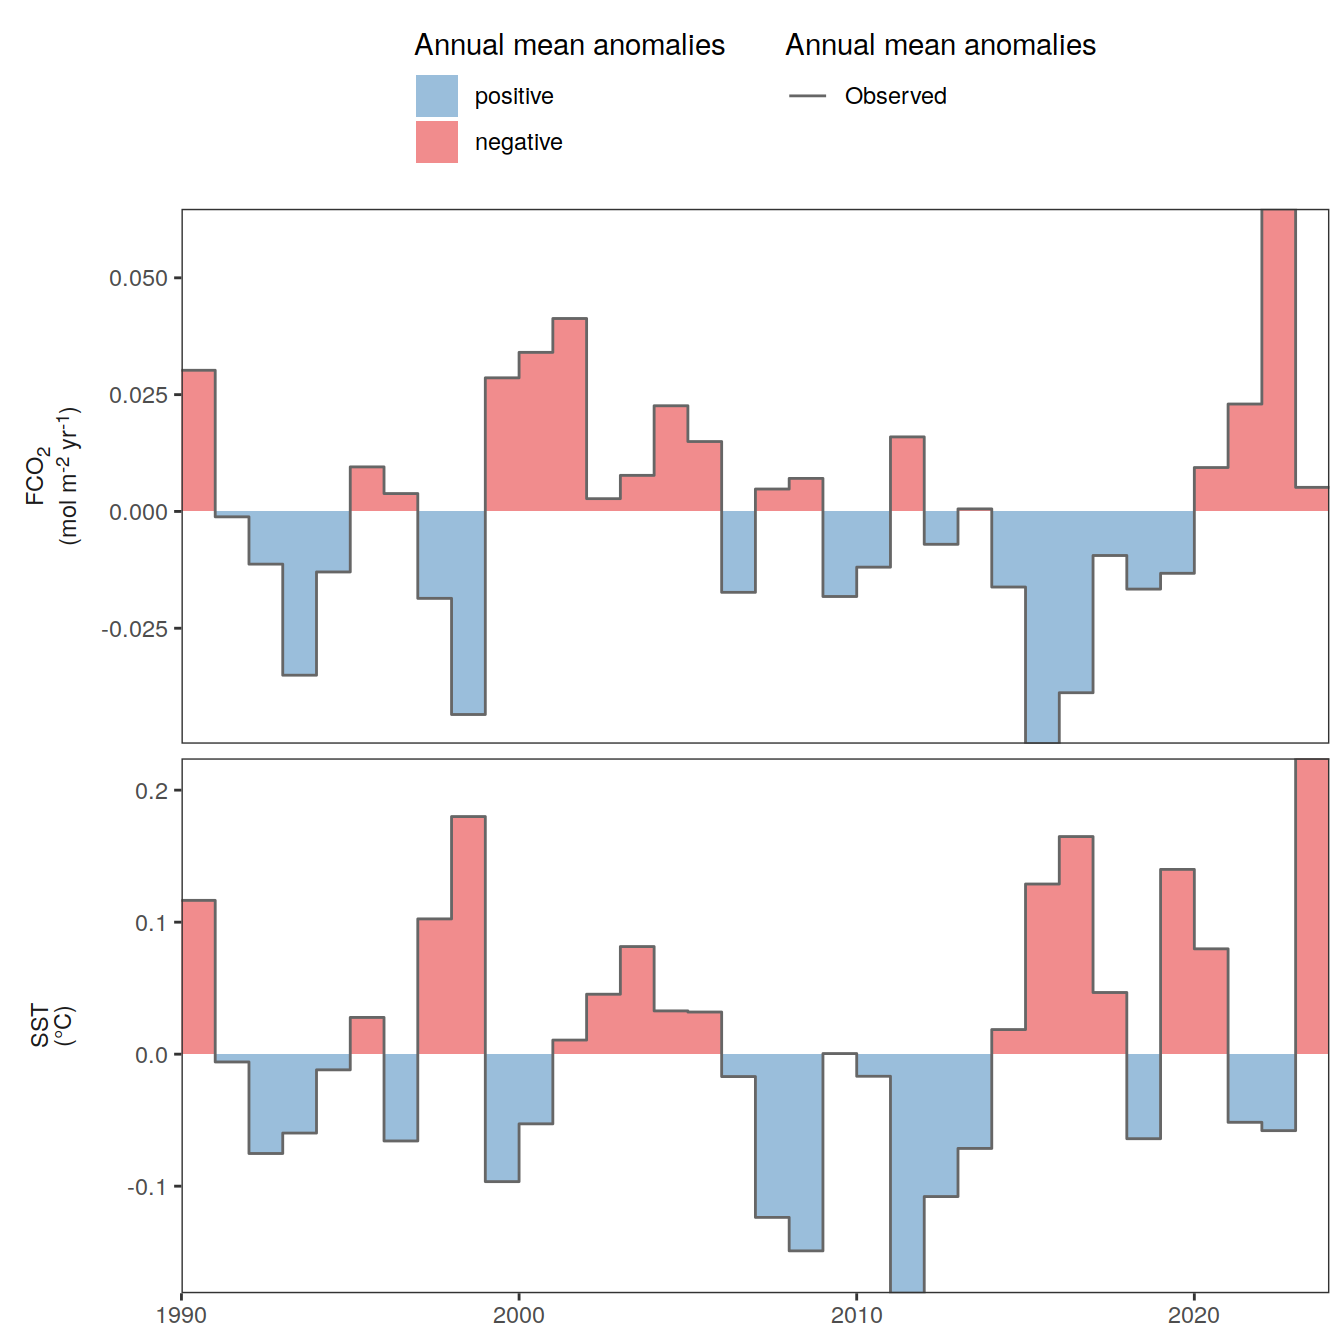 Annual mean anomalies
positive
negative
Annual mean anomalies
Observed
0.050
0.025
0.000
-0.025
FCO₂
(mol m⁻² yr⁻¹)
0.2
0.1
0.0
-0.1
SST
(°C)
1990 2000 2010 2020